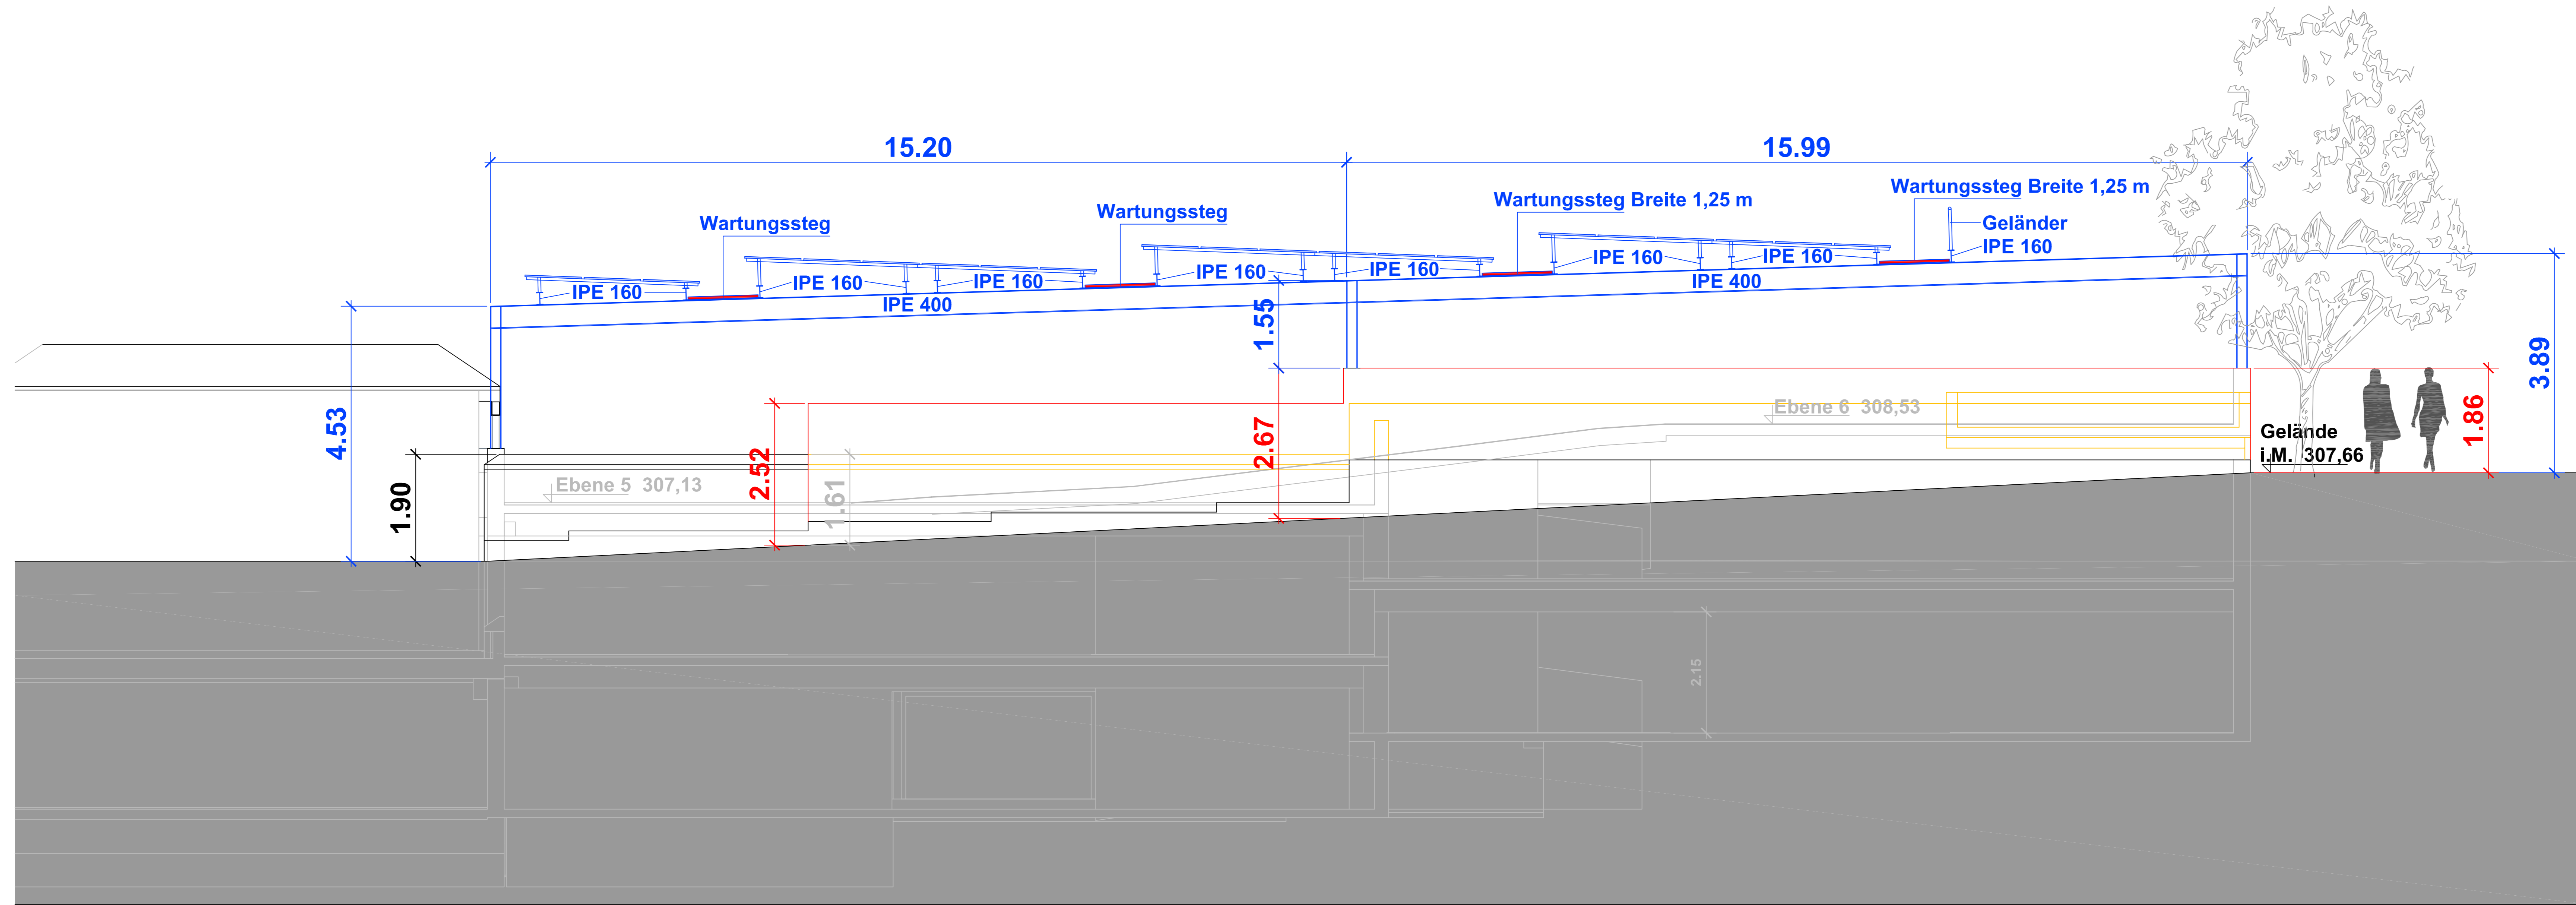 15.20
15.99
Wartungssteg Breite 1,25 m
Wartungssteg Breite 1,25 m
Wartungssteg
Wartungssteg
Geländer
IPE 160
IPE 160
IPE 160
IPE 160
IPE 160
IPE 160
IPE 160
IPE 160
IPE 160
IPE 400
IPE 400
1.55
3.89
4.53
2.52
2.67
1.86
1.90
1.61
Ebene 6 308,53
Gelände
i.M. 307,66
Ebene 5 307,13
2.15